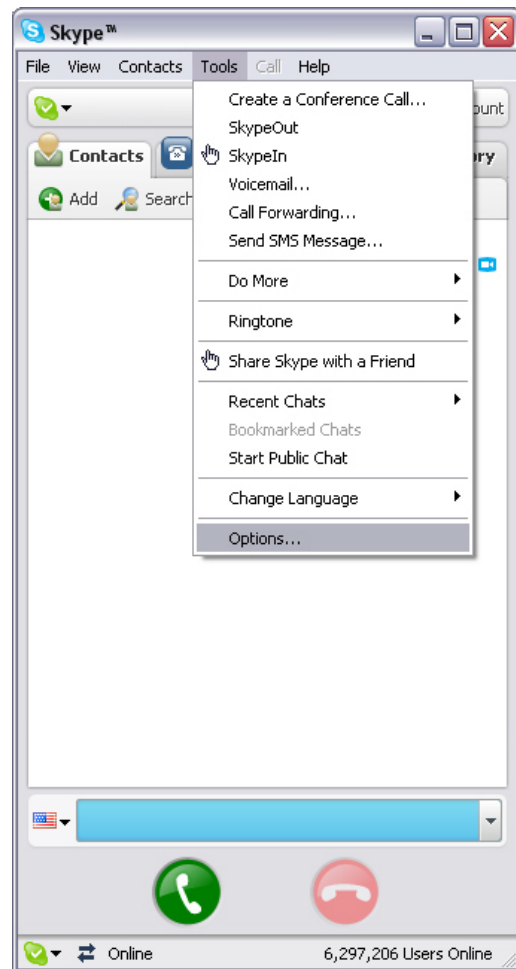 Skype™
File View Contacts Tools Call Help
Create a Conference Call...
SkypeOut
SkypeIn
Voicemail...
Call Forwarding...
Send SMS Message...
Do More
Ringtone
Share Skype with a Friend
Recent Chats
Bookmarked Chats
Start Public Chat
Change Language
Options...
Contacts
Add Search
6,297,206 Users Online
Online